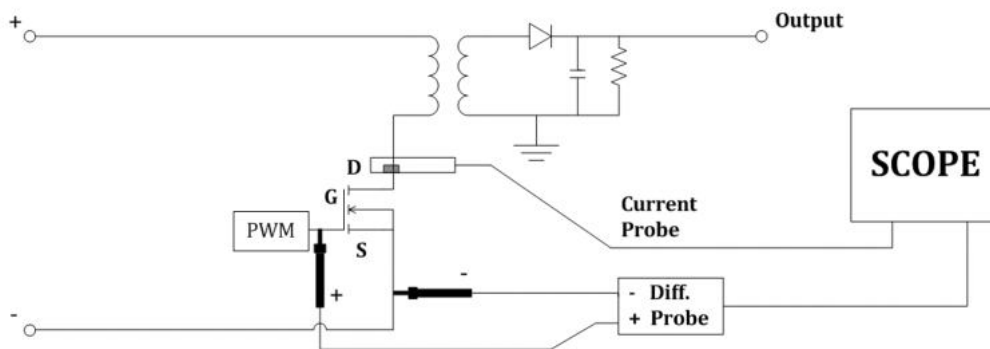 +
Output
D
SCOPE
G
Current
Probe
PWM
S
-
+
- Diff.
+ Probe
-